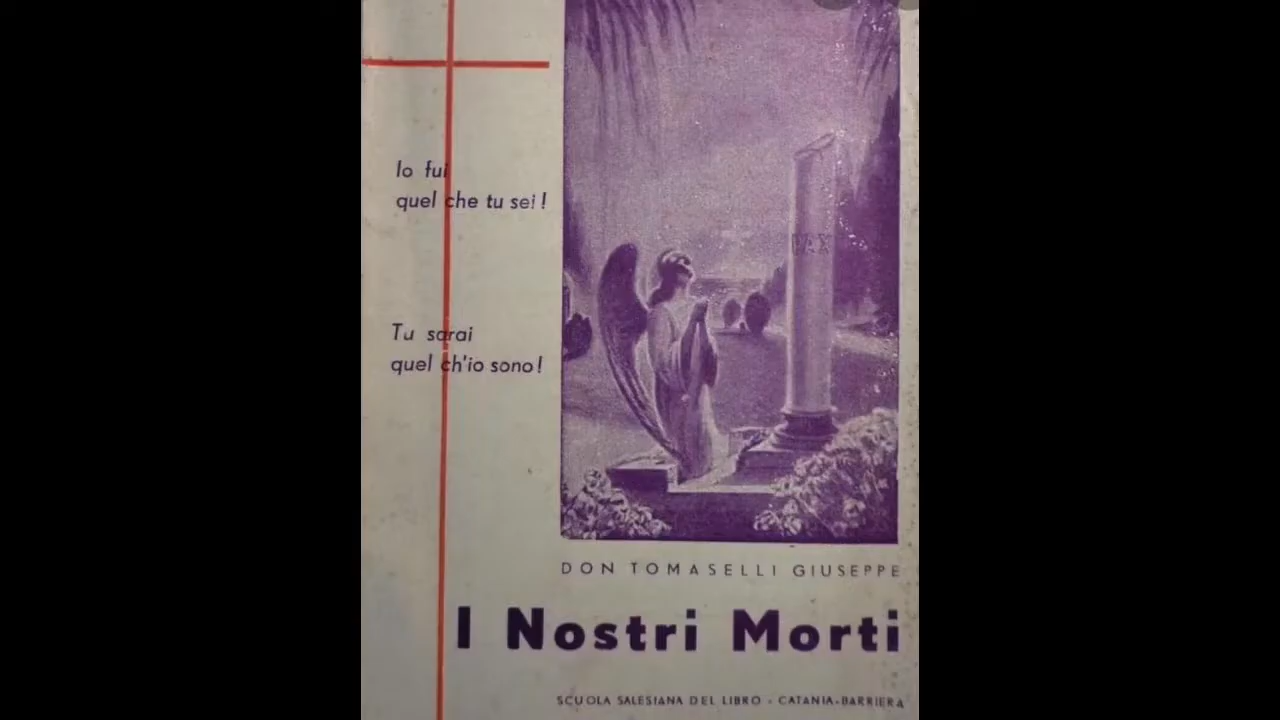 Io fui
quel che tu sei!
Tu sarai
quel ch'io sono!
PAX
DON TOMASELLI GIUSEPPE
I Nostri Morti
SCUOLA SALESIANA DEL LIBRO - CATANIA-BARRIERA